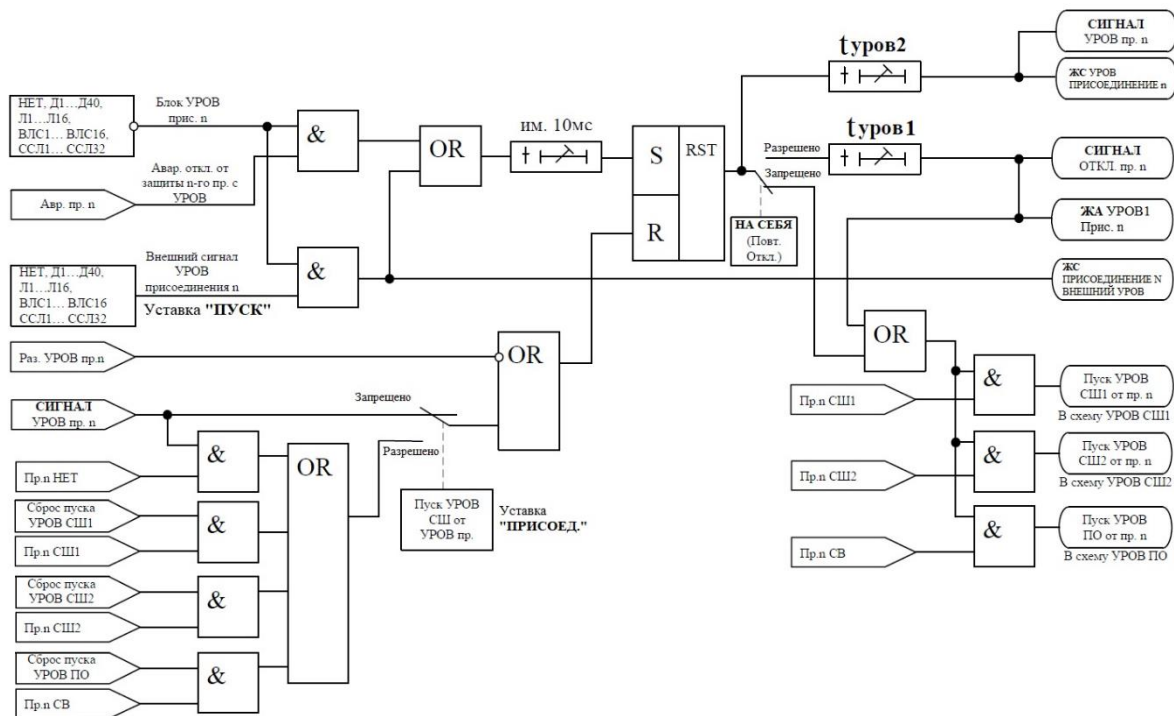 НЕТ, Д1…Д40,
Л1…Л16,
ВЛС1… ВЛС16,
ССЛ1… ССЛ32
Блок УРОВ
прис. n
&
Авар. откл. от
защиты n-го пр. с
УРОВ
Авр. пр. n
НЕТ, Д1…Д40,
Л1…Л16,
ВЛС1… ВЛС16
ССЛ1… ССЛ32
Внешний сигнал
УРОВ
присоединения n
Уставка "ПУСК"
&
OR
им. 10мс
S
R
RST
tуров2
tуров1
Разрешено
Запрещено
НА СЕБЯ
(Повт.
Откл.)
СИГНАЛ
УРОВ пр. n
ЖС УРОВ
ПРИСОЕДИНЕНИЕ n
СИГНАЛ
ОТКЛ. пр. n
ЖА УРОВ1
Прис. n
ЖС
ПРИСОЕДИНЕНИЕ N
ВНЕШНИЙ УРОВ
Раз. УРОВ пр.n
OR
СИГНАЛ
УРОВ пр. n
Запрещено
Разрешено
Пр.n НЕТ
&
OR
Сброс пуска
УРОВ СШ1
Пр.n СШ1
&
Сброс пуска
УРОВ СШ2
Пр.n СШ2
&
Сброс пуска
УРОВ ПО
Пр.n СВ
&
Пуск УРОВ
СШ от
УРОВ пр.
Уставка
"ПРИСОЕД."
OR
Пр.n СШ1
&
Пуск УРОВ
СШ1 от пр. n
В схему УРОВ СШ1
Пр.n СШ2
&
Пуск УРОВ
СШ2 от пр. n
В схему УРОВ СШ2
Пр.n СВ
&
Пуск УРОВ
ПО от пр. n
В схему УРОВ ПО